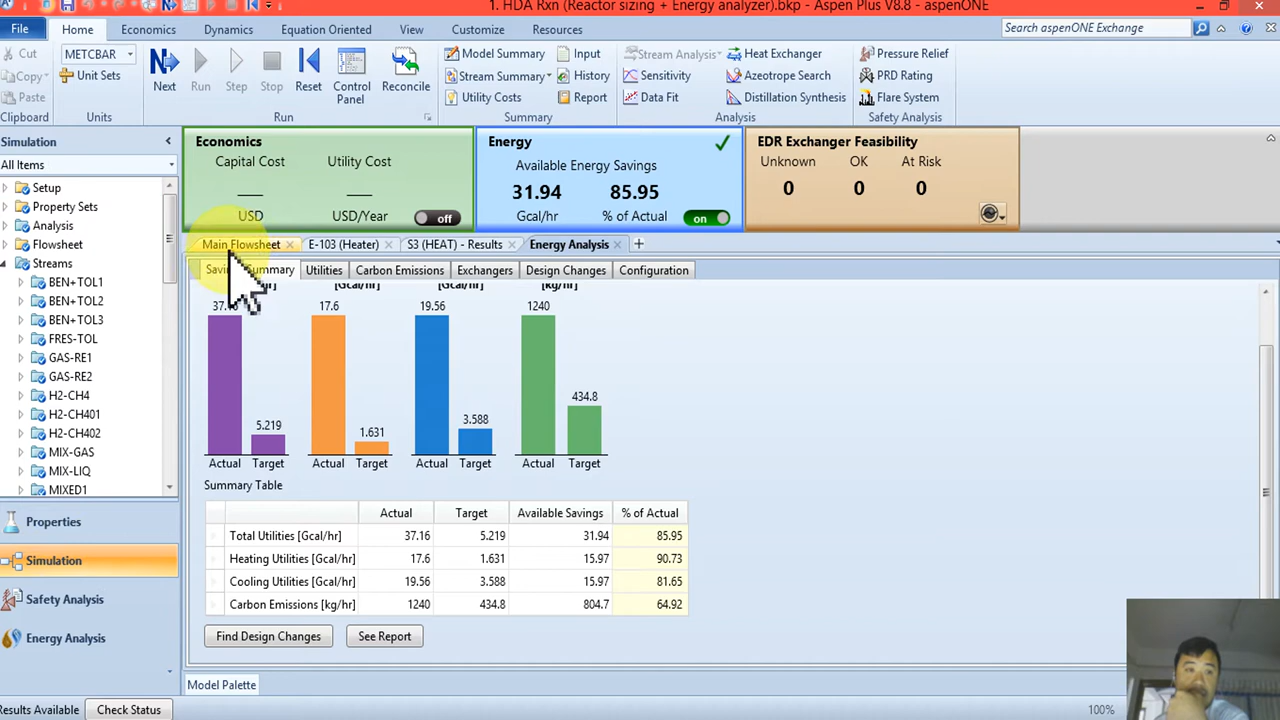 1. HDA Rxn (Reactor sizing + Energy analyzer).bkp - Aspen Plus V8.8 - aspenONE
File Home Economics Dynamics Equation Oriented View Customize Resources Search aspenONE Exchange
Cut
Copy
Paste
Clipboard
METCBAR
Unit Sets
Units
Next Run Step Stop Reset Control Panel Reconcile
Run
Model Summary Input
Stream Summary History
Utility Costs Report
Summary
Stream Analysis Heat Exchanger
Sensitivity Azeotrope Search
Data Fit Distillation Synthesis
Analysis
Pressure Relief
PRD Rating
Flare System
Safety Analysis
Simulation
All Items
Setup
Property Sets
Analysis
Flowsheet
Streams
BEN+TOL1
BEN+TOL2
BEN+TOL3
FRES-TOL
GAS-RE1
GAS-RE2
H2-CH4
H2-CH401
H2-CH402
MIX-GAS
MIX-LIQ
MIXED1
Properties
Simulation
Safety Analysis
Energy Analysis
Economics
Capital Cost Utility Cost
USD USD/Year off
Energy
Available Energy Savings
31.94 85.95
Gcal/hr % of Actual on
EDR Exchanger Feasibility
Unknown OK At Risk
0 0 0
Main Flowsheet E-103 (Heater) S3 (HEAT) - Results Energy Analysis +
Summary Utilities Carbon Emissions Exchangers Design Changes Configuration
[kg/hr]
17.6 19.56 1240
5.219 1.631 3.588 434.8
Actual Target Actual Target Actual Target Actual Target
Summary Table
Actual Target Available Savings % of Actual
Total Utilities [Gcal/hr] 37.16 5.219 31.94 85.95
Heating Utilities [Gcal/hr] 17.6 1.631 15.97 90.73
Cooling Utilities [Gcal/hr] 19.56 3.588 15.97 81.65
Carbon Emissions [kg/hr] 1240 434.8 804.7 64.92
Find Design Changes See Report
Model Palette
Results Available Check Status 100%